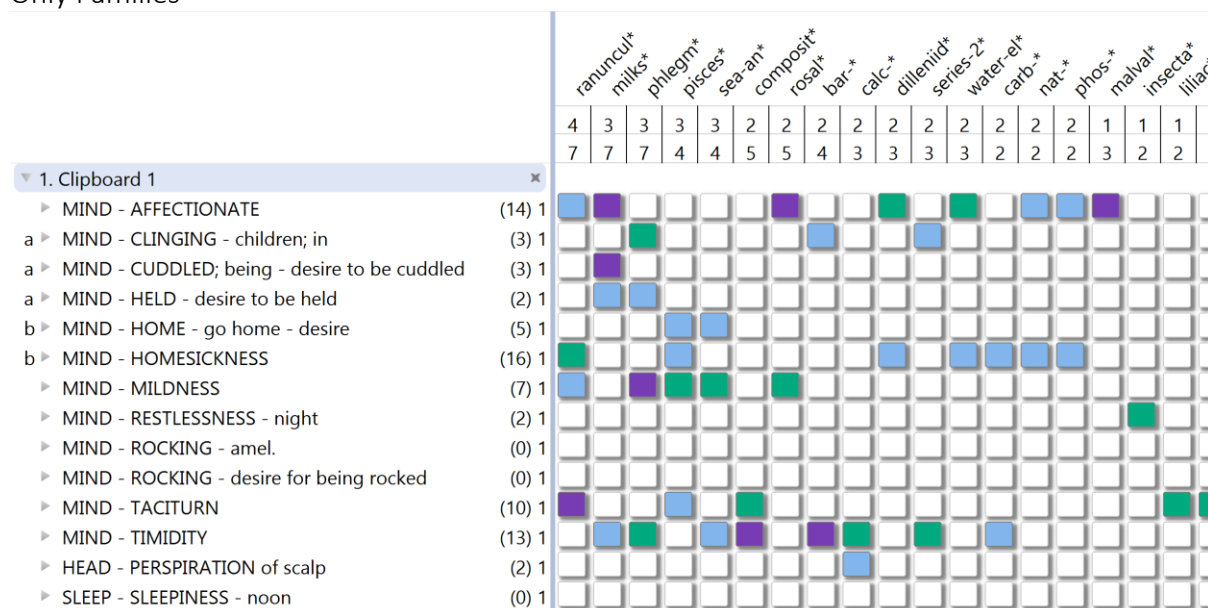 Only Families
ranuncul* milks* phlegm* pisces* sea-an* composit* rosal* bar-* calc-* dilleniid* series-2* water-el* carb-* nat-* phos-* malval* insecta*
4 3 3 3 3 2 2 2 2 2 2 2 2 2 2 1 1 1
7 7 7 4 4 5 5 4 3 3 3 3 2 2 2 3 2 2
1. Clipboard 1
MIND - AFFECTIONATE (14) 1
a MIND - CLINGING - children; in (3) 1
a MIND - CUDDLED; being - desire to be cuddled (3) 1
a MIND - HELD - desire to be held (2) 1
b MIND - HOME - go home - desire (5) 1
b MIND - HOMESICKNESS (16) 1
MIND - MILDNESS (7) 1
MIND - RESTLESSNESS - night (2) 1
MIND - ROCKING - amel. (0) 1
MIND - ROCKING - desire for being rocked (0) 1
MIND - TACITURN (10) 1
MIND - TIMIDITY (13) 1
HEAD - PERSPIRATION of scalp (2) 1
SLEEP - SLEEPINESS - noon (0) 1